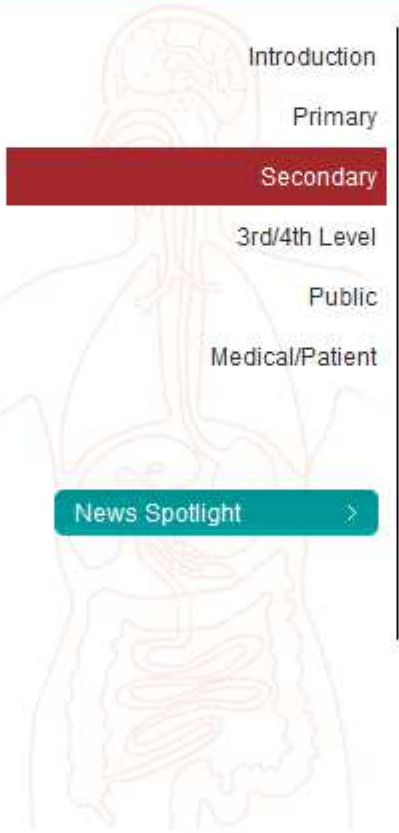 Introduction
Primary
Secondary
3rd/4th Level
Public
Medical/Patient
News Spotlight >